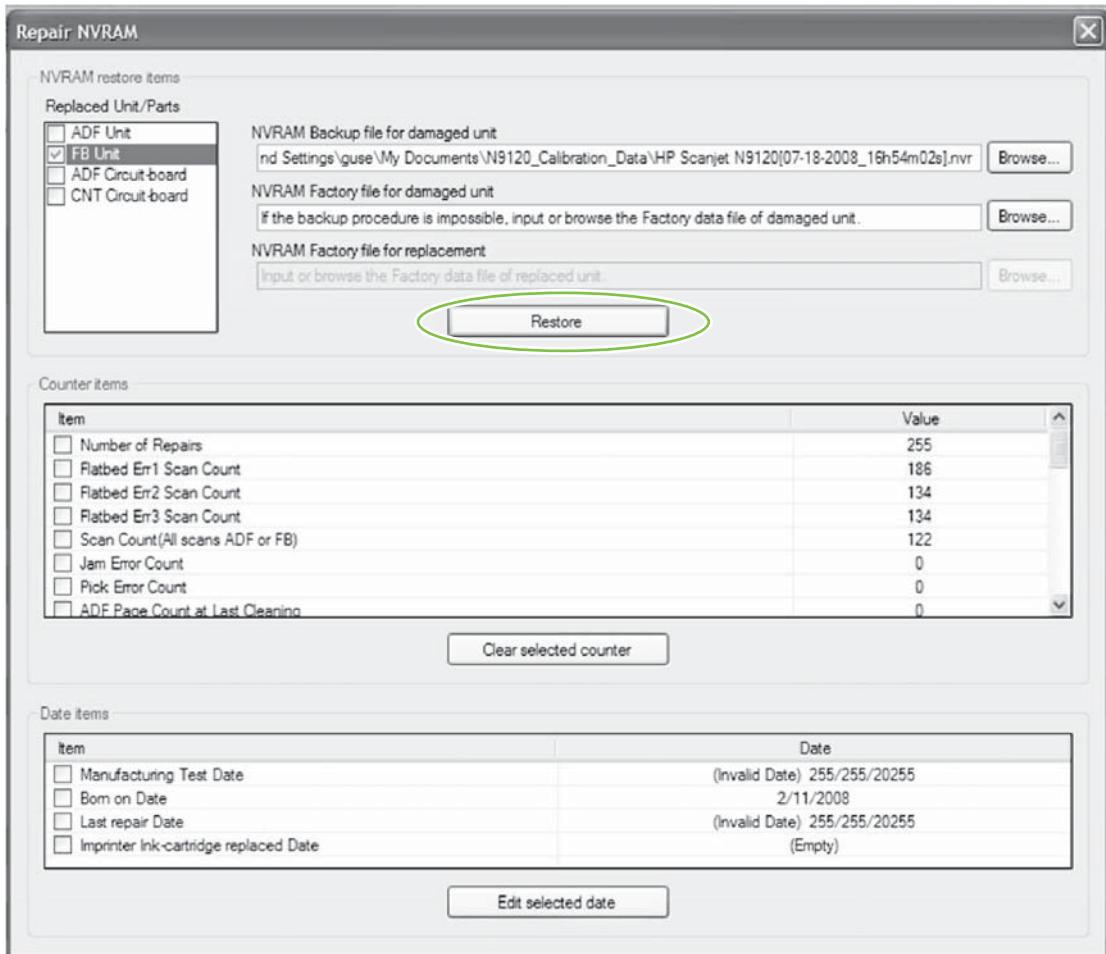 Repair NVRAM
NVRAM restore items
Replaced Unit/Parts
ADF Unit
FB Unit
ADF Circuit-board
CNT Circuit-board
NVRAM Backup file for damaged unit
nd Settings\guse\My Documents\N9120_Calibration_Data\HP Scanjet N9120[07-18-2008_16h54m02s].nvr
Browse...
NVRAM Factory file for damaged unit
If the backup procedure is impossible, input or browse the Factory data file of damaged unit.
Browse...
NVRAM Factory file for replacement
Input or browse the Factory data file of replaced unit.
Browse...
Restore
Counter items
Item Value
Number of Repairs 255
Flatbed Err1 Scan Count 186
Flatbed Err2 Scan Count 134
Flatbed Err3 Scan Count 134
Scan Count(All scans ADF or FB) 122
Jam Error Count 0
Pick Error Count 0
ADF Page Count at Last Cleaning 0
Clear selected counter
Date items
Item Date
Manufacturing Test Date (Invalid Date) 255/255/20255
Born on Date 2/11/2008
Last repair Date (Invalid Date) 255/255/20255
Imprinter Ink-cartridge replaced Date (Empty)
Edit selected date